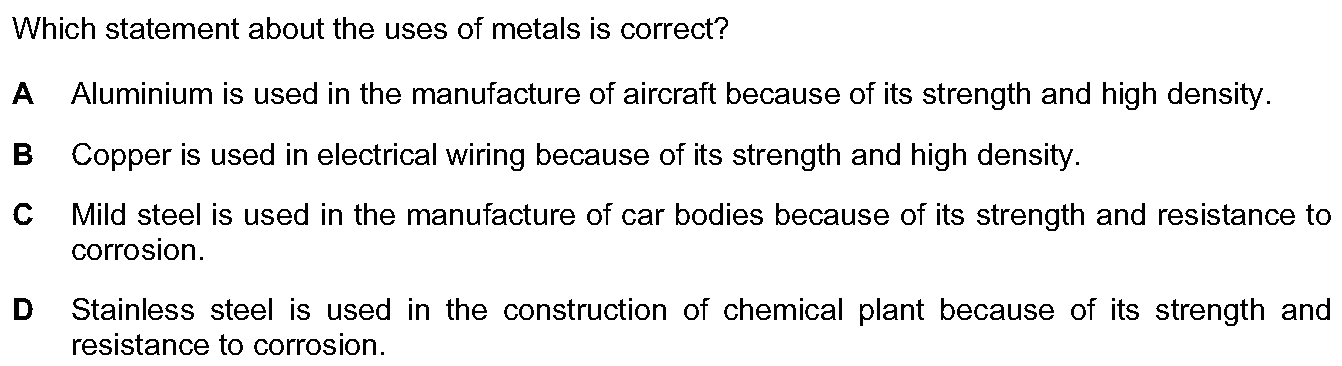 Which statement about the uses of metals is correct?
A Aluminium is used in the manufacture of aircraft because of its strength and high density.
B Copper is used in electrical wiring because of its strength and high density.
C Mild steel is used in the manufacture of car bodies because of its strength and resistance to
corrosion.
D Stainless steel is used in the construction of chemical plant because of its strength and
resistance to corrosion.